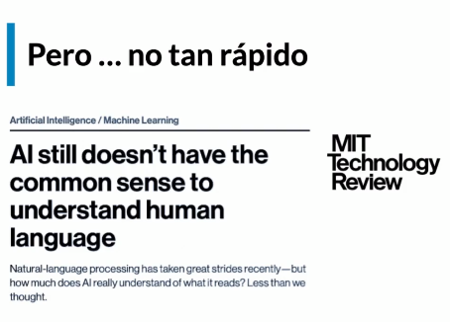 Pero ... no tan rápido
Artificial Intelligence / Machine Learning
AI still doesn't have the
common sense to
understand human
language
Natural-language processing has taken great strides recently—but
how much does AI really understand of what it reads? Less than we
thought.
MIT
Technology
Review